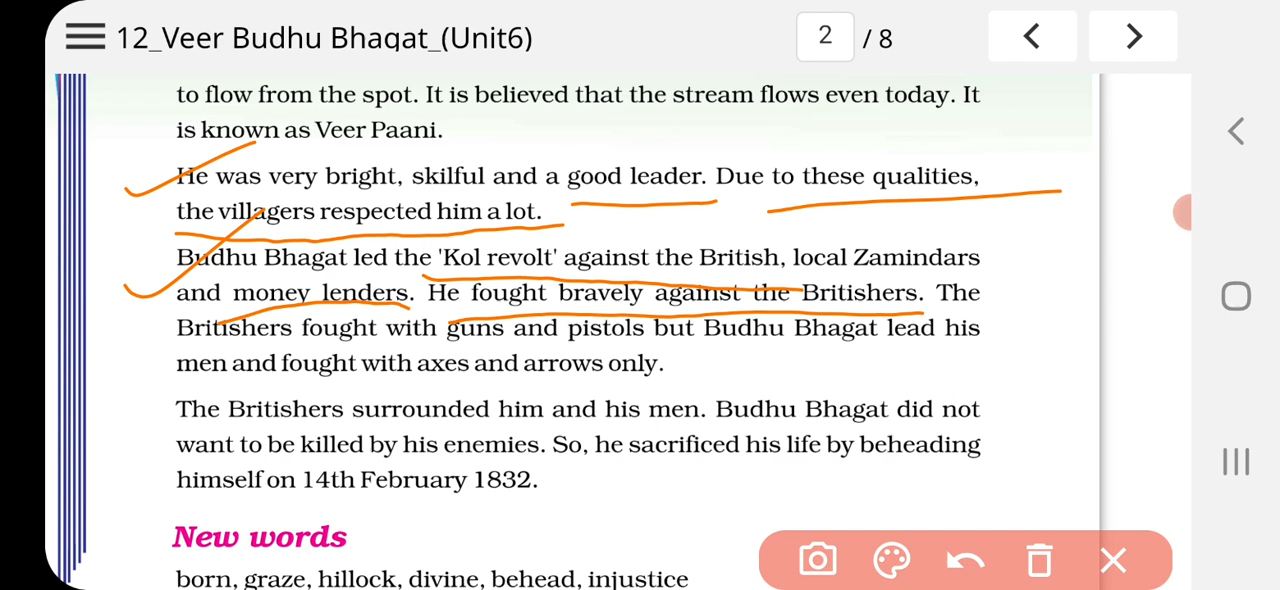 12_Veer Budhu Bhagat_(Unit6)
2 / 8
to flow from the spot. It is believed that the stream flows even today. It
is known as Veer Paani.
He was very bright, skilful and a good leader. Due to these qualities,
the villagers respected him a lot.
Budhu Bhagat led the 'Kol revolt' against the British, local Zamindars
and money lenders. He fought bravely against the Britishers. The
Britishers fought with guns and pistols but Budhu Bhagat lead his
men and fought with axes and arrows only.
The Britishers surrounded him and his men. Budhu Bhagat did not
want to be killed by his enemies. So, he sacrificed his life by beheading
himself on 14th February 1832.
New words
born, graze, hillock, divine, behead, injustice